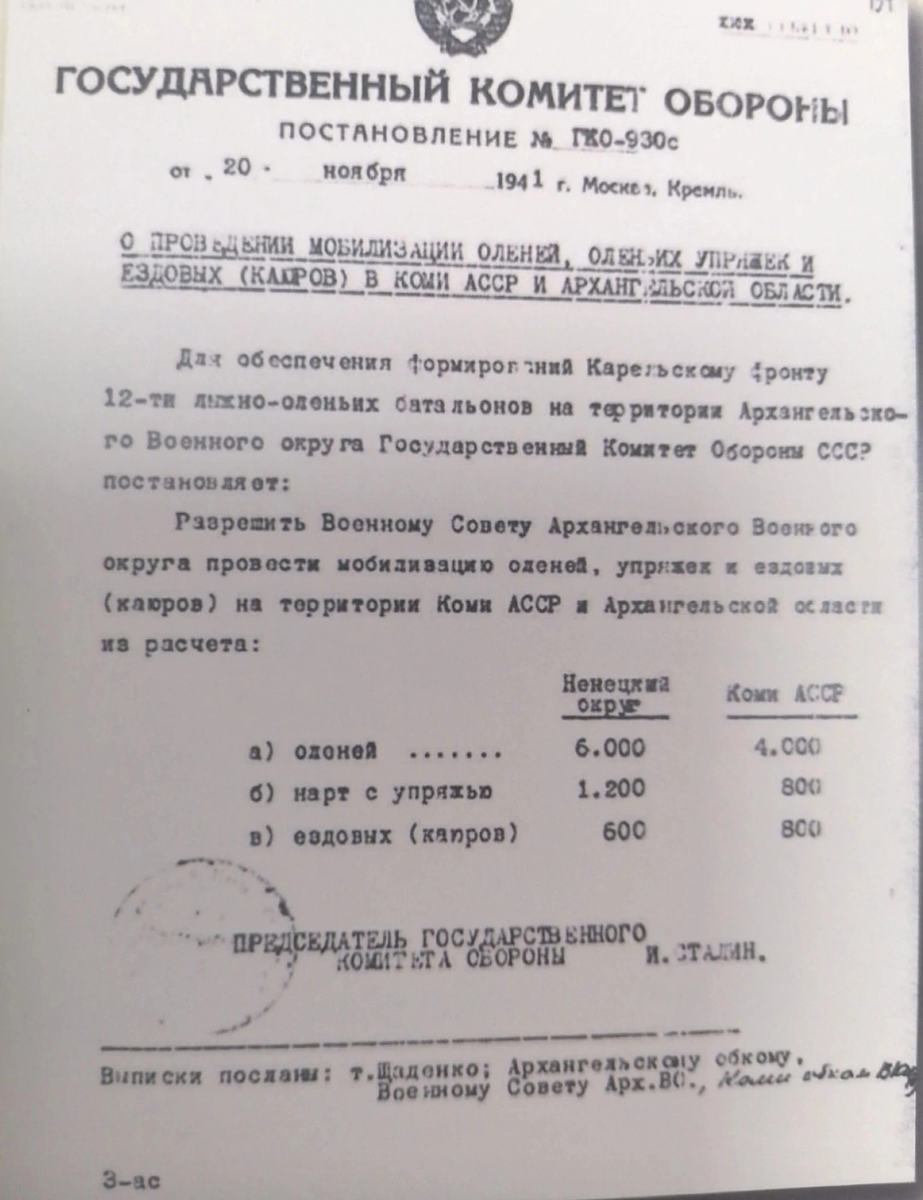 ГОСУДАРСТВЕННЫЙ КОМИТЕТ ОБОРОНЫ
ПОСТАНОВЛЕНИЕ № ГКО-930с
от . 20 . ноября 1941 г. Москва, Кремль.
О ПРОВЕДЕНИИ МОБИЛИЗАЦИИ ОЛЕНЕЙ, ОЛЕНЬИХ УПРЯЖЕК И
ЕЗДОВЫХ (КАЮРОВ) В КОМИ АССР И АРХАНГЕЛЬСКОЙ ОБЛАСТИ.
Для обеспечения формирований Карельскому фронту
12-ти лыжно-оленьих батальонов на территории Архангельско-
го Военного округа Государственный Комитет Обороны СССР
постановляет:
Разрешить Военному Совету Архангельского Военного
округа провести мобилизацию оленей, упряжек и ездовых
(каюров) на территории Коми АССР и Архангельской области
из расчета:
Ненецкий Коми АССР
округ
а) оленей ....... 6.000 4.000
б) нарт с упряжью 1.200 800
в) ездовых (каюров) 600 800
ПРЕДСЕДАТЕЛЬ ГОСУДАРСТВЕННОГО
КОМИТЕТА ОБОРОНЫ И.СТАЛИН.
Выписки посланы: т.Щаденко; Архангельскому обкому,
Военному Совету Арх.ВО., Коми обком
3-ас